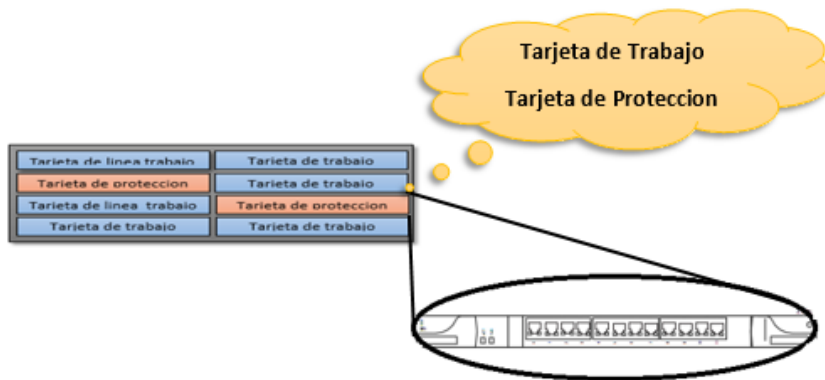 Tarjeta de Trabajo
Tarjeta de Proteccion
Tarjeta de linea trabajo
Tarjeta de trabajo
Tarjeta de proteccion
Tarjeta de trabajo
Tarjeta de linea trabajo
Tarjeta de proteccion
Tarjeta de trabajo
Tarjeta de trabajo